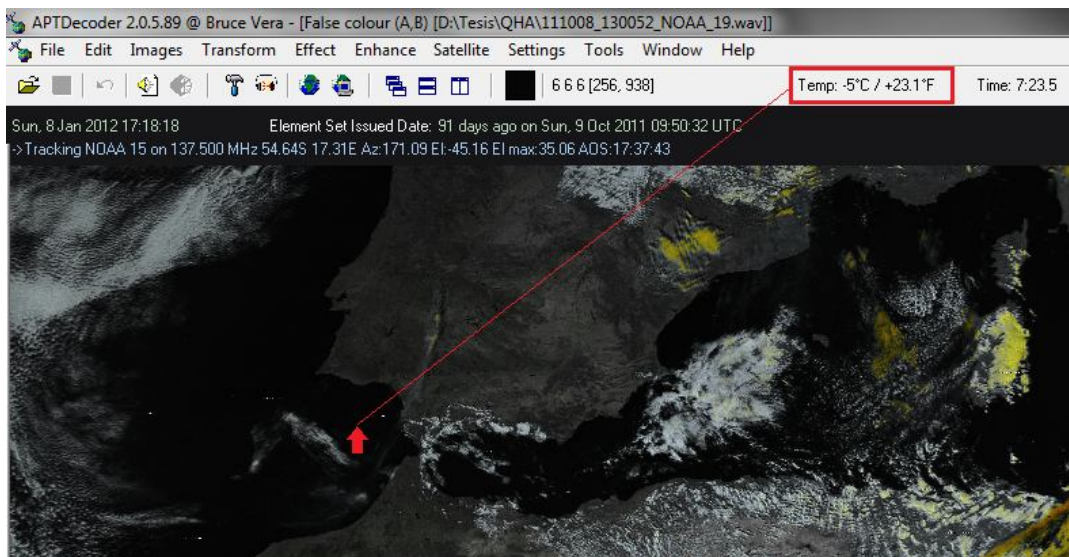 APTDecoder 2.0.5.89 @ Bruce Vera - [False colour (A,B) [D:\Tesis\QHA\111008_130052_NOAA_19.wav]]
File Edit Images Transform Effect Enhance Satellite Settings Tools Window Help
6 6 6 [256, 938] Temp: -5°C / +23.1°F Time: 7:23.5
Sun, 8 Jan 2012 17:18:18 Element Set Issued Date: 91 days ago on Sun, 9 Oct 2011 09:50:32 UTC
-> Tracking NOAA 15 on 137.500 MHz 54.64S 17.31E Az:171.09 El:-45.16 El max:35.06 AOS:17:37:43